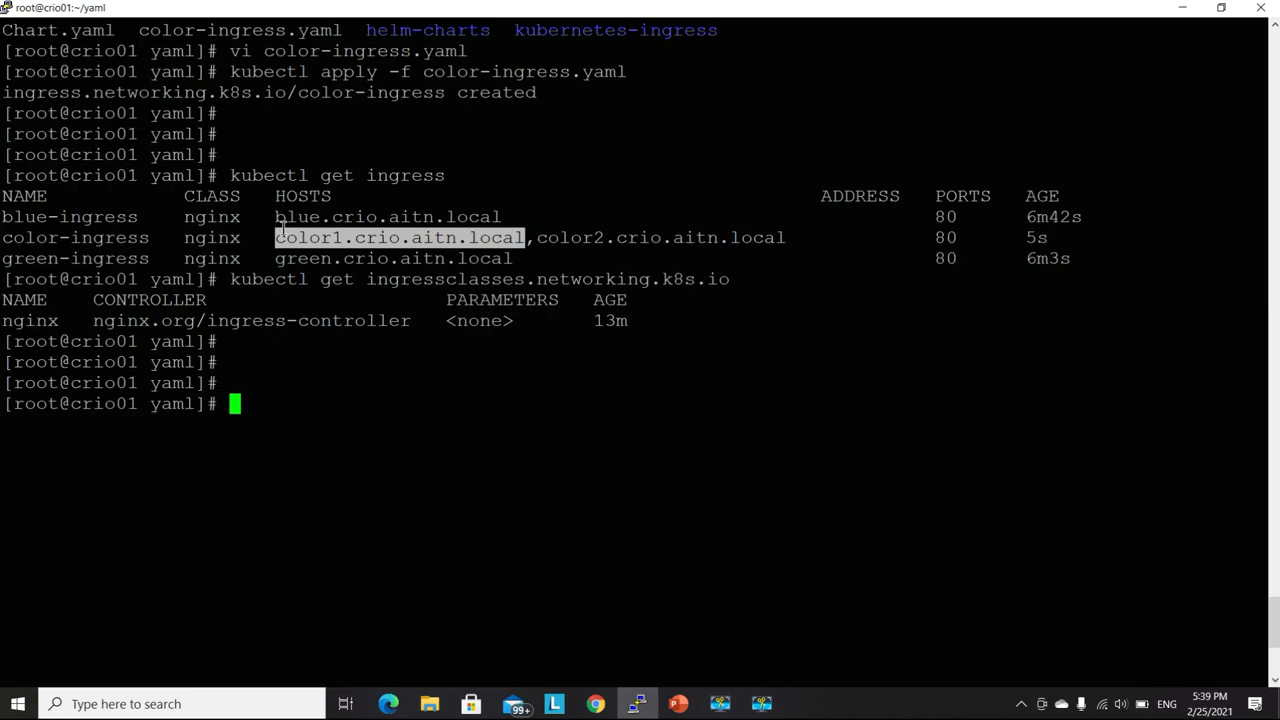 root@crio01:~/yaml
Chart.yaml color-ingress.yaml helm-charts kubernetes-ingress
[root@crio01 yaml]# vi color-ingress.yaml
[root@crio01 yaml]# kubectl apply -f color-ingress.yaml
ingress.networking.k8s.io/color-ingress created
[root@crio01 yaml]#
[root@crio01 yaml]#
[root@crio01 yaml]#
[root@crio01 yaml]# kubectl get ingress
NAME CLASS HOSTS ADDRESS PORTS AGE
blue-ingress nginx blue.crio.aitn.local 80 6m42s
color-ingress nginx color1.crio.aitn.local,color2.crio.aitn.local 80 5s
green-ingress nginx green.crio.aitn.local 80 6m3s
[root@crio01 yaml]# kubectl get ingressclasses.networking.k8s.io
NAME CONTROLLER PARAMETERS AGE
nginx nginx.org/ingress-controller <none> 13m
[root@crio01 yaml]#
[root@crio01 yaml]#
[root@crio01 yaml]#
[root@crio01 yaml]#
Type here to search
99+
L
ENG
5:39 PM
2/25/2021